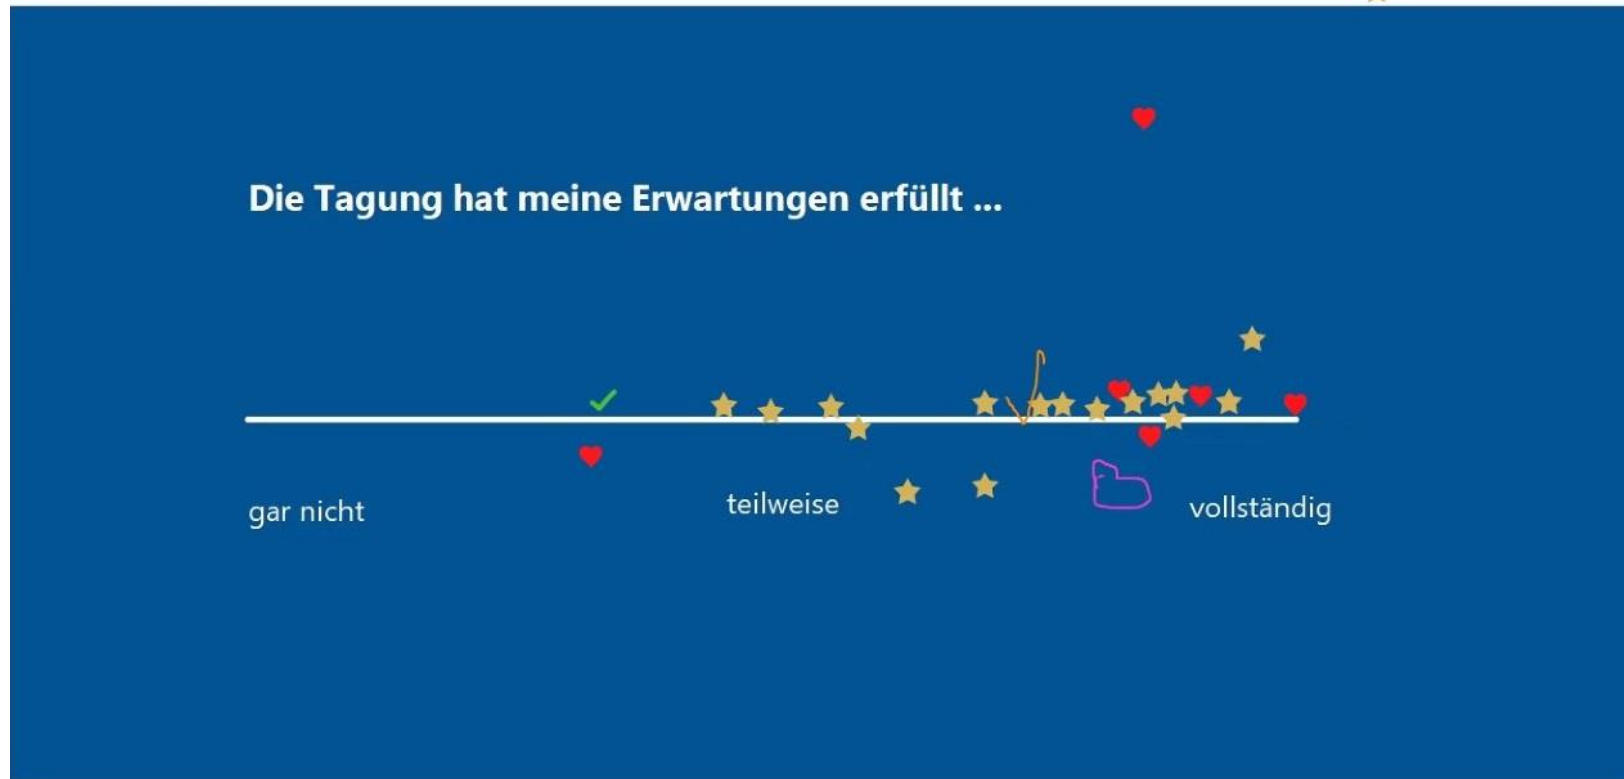 Die Tagung hat meine Erwartungen erfüllt ...
gar nicht
teilweise
vollständig